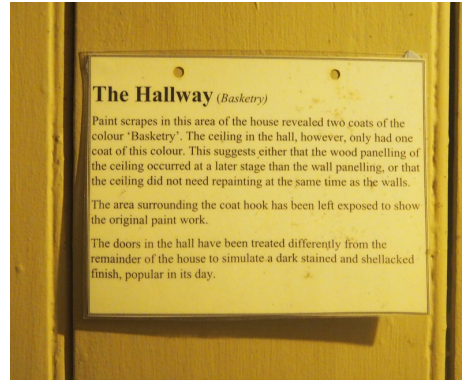 The Hallway (Basketry)
Paint scrapes in this area of the house revealed two coats of the
colour ‘Basketry’. The ceiling in the hall, however, only had one
coat of this colour. This suggests either that the wood panelling of
the ceiling occurred at a later stage than the wall panelling, or that
the ceiling did not need repainting at the same time as the walls.
The area surrounding the coat hook has been left exposed to show
the original paint work.
The doors in the hall have been treated differently from the
remainder of the house to simulate a dark stained and shellacked
finish, popular in its day.